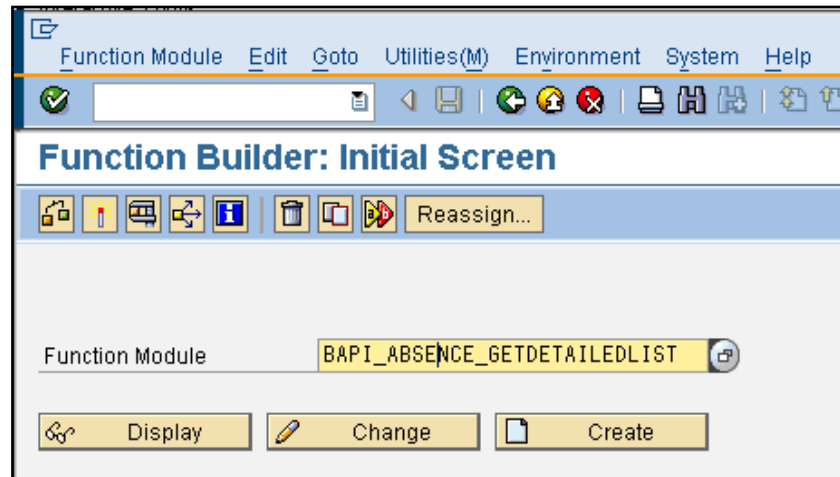 Function Module Edit Goto Utilities(M) Environment System Help
Function Builder: Initial Screen
Reassign...
Function Module BAPI_ABSENCE_GETDETAILEDLIST
Display Change Create